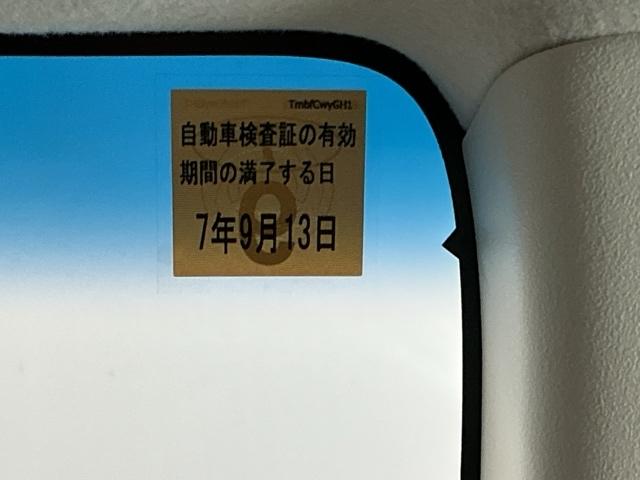 TmbfCwyGH1
自動車検査証の有効
期間の満了する日
7年9月13日